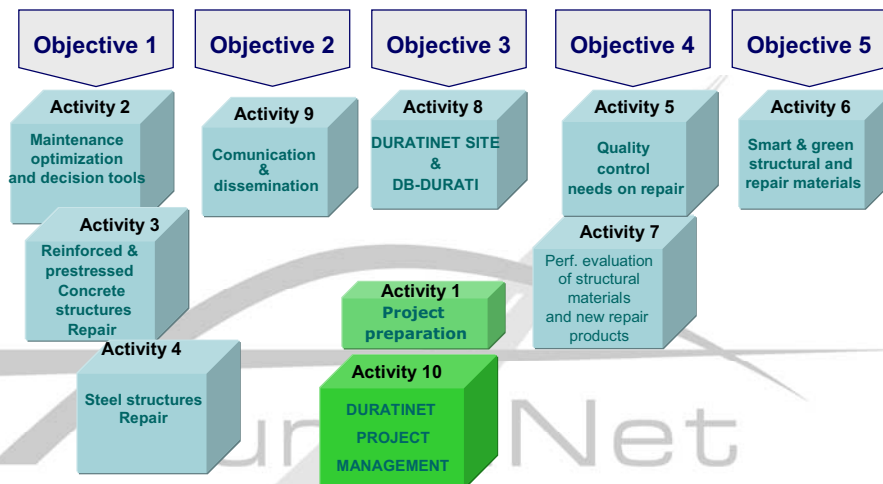 Objective 1
Objective 2
Objective 3
Objective 4
Objective 5
Activity 2
Maintenance
optimization
and decision tools
Activity 9
Comunication
&
dissemination
Activity 8
DURATINET SITE
&
DB-DURATI
Activity 5
Quality
control
needs on repair
Activity 6
Smart & green
structural and
repair materials
Activity 3
Reinforced &
prestressed
Concrete
structures
Repair
Activity 7
Perf. evaluation
of structural
materials
and new repair
products
Activity 1
Project
preparation
Activity 4
Steel structures
Repair
Activity 10
DURATINET
PROJECT
MANAGEMENT
Net